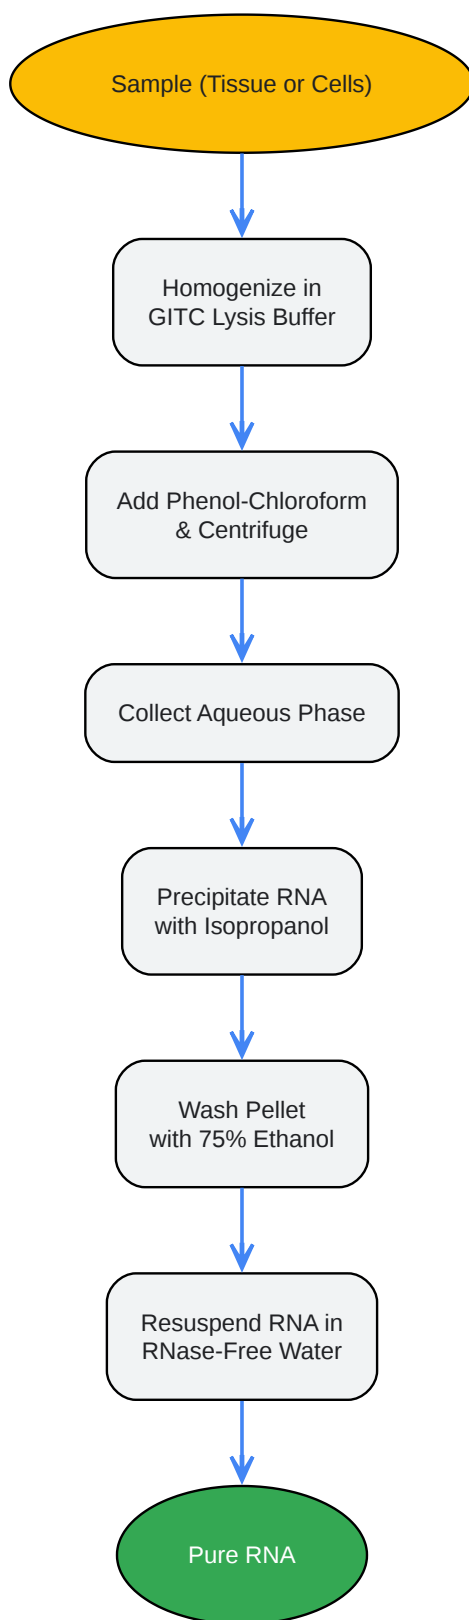 Sample (Tissue or Cells)
Homogenize in
GITC Lysis Buffer
Add Phenol-Chloroform
& Centrifuge
Collect Aqueous Phase
Precipitate RNA
with Isopropanol
Wash Pellet
with 75% Ethanol
Resuspend RNA in
RNase-Free Water
Pure RNA